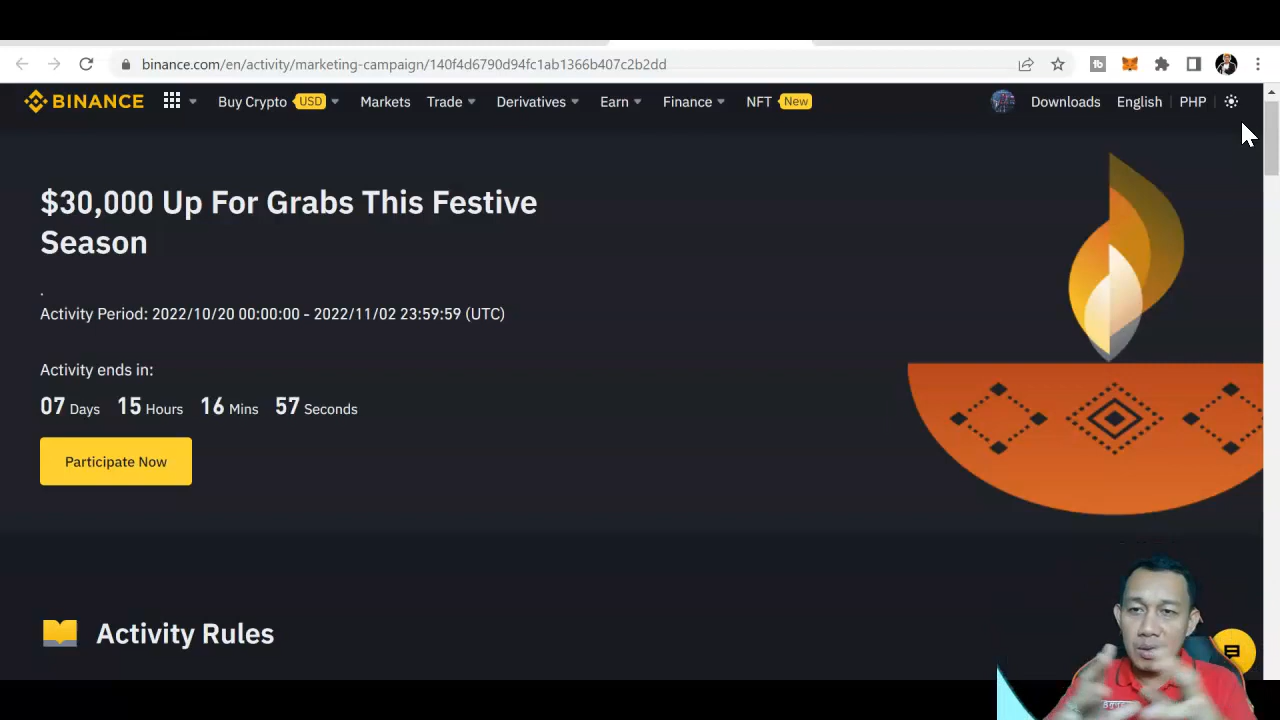 binance.com/en/activity/marketing-campaign/140f4d6790d94fc1ab1366b407c2b2dd
BINANCE Buy Crypto USD Markets Trade Derivatives Earn Finance NFT New Downloads English PHP
$30,000 Up For Grabs This Festive
Season
.
Activity Period: 2022/10/20 00:00:00 - 2022/11/02 23:59:59 (UTC)
Activity ends in:
07 Days 15 Hours 16 Mins 57 Seconds
Participate Now
Activity Rules